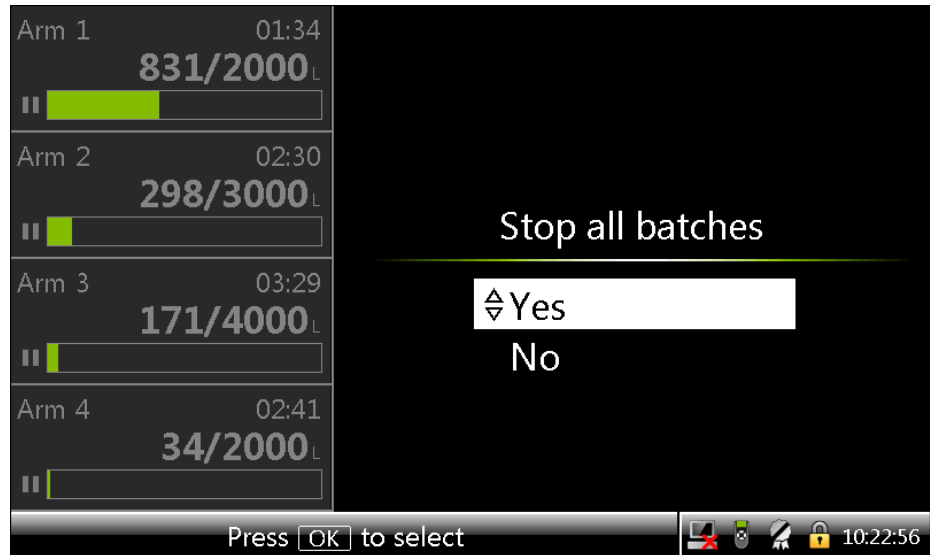 Arm 1 01:34
831/2000L
Arm 2 02:30
298/3000L
Arm 3 03:29
171/4000L
Arm 4 02:41
34/2000L
Stop all batches
Yes
No
Press OK to select
10:22:56